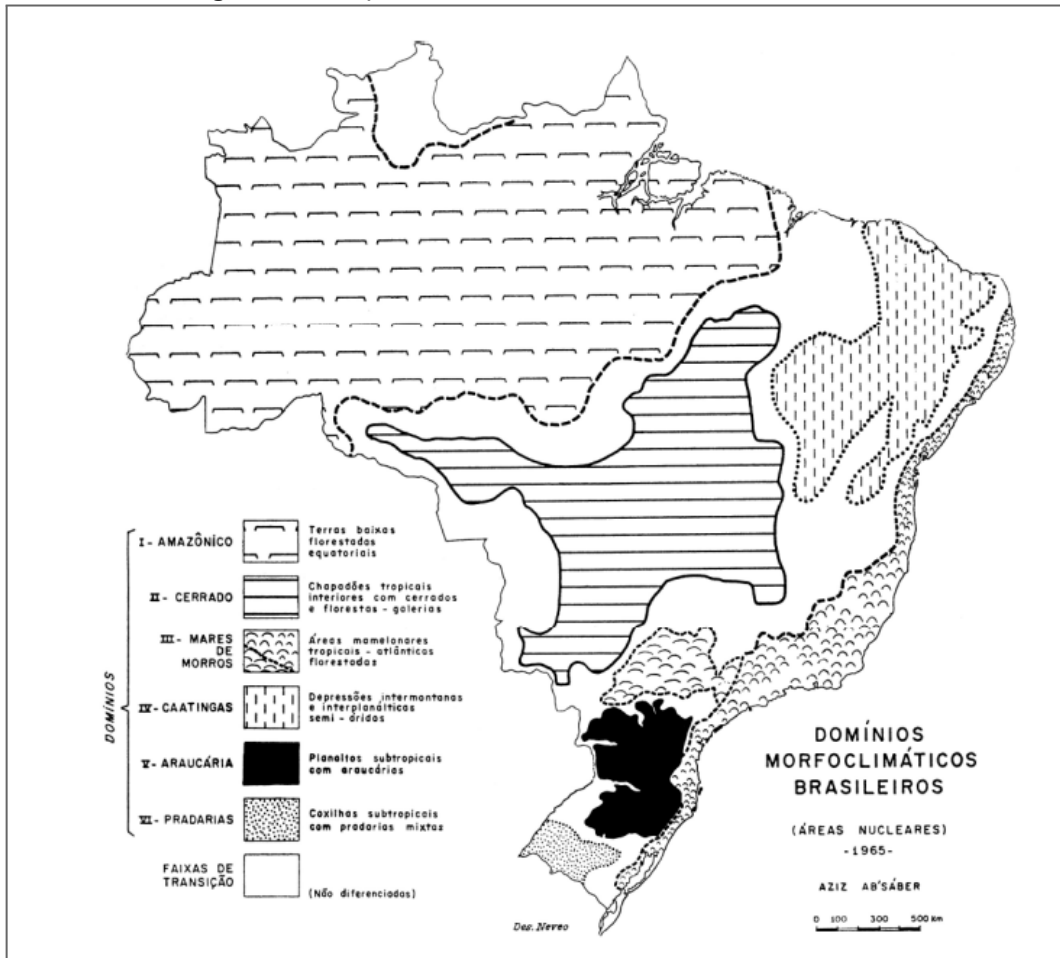 I - AMAZÔNICO
Terras baixas
florestadas
equatoriais
II - CERRADO
Chapadões tropicais
interiores com cerrados
e florestas - galerias
III - MARES
DE
MORROS
Áreas mamelonares
tropicais - atlânticas
florestadas
IV - CAATINGAS
Depressões intermontanas
e interplanálticas
semi - áridas
V - ARAUCÁRIA
Planaltos subtropicais
com araucárias
VI - PRADARIAS
Coxilhas subtropicais
com pradarias mixtas
DOMÍNIOS
FAIXAS DE
TRANSIÇÃO
(Não diferenciadas)
Des. Neveo
DOMÍNIOS
MORFOCLIMÁTICOS
BRASILEIROS
(ÁREAS NUCLEARES)
- 1965 -
AZIZ AB'SÁBER
0 100 300 500 km